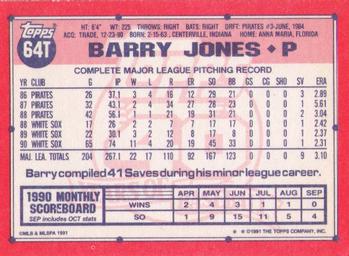 Topps
64T
HT: 6'4" WT: 225 THROWS: RIGHT BATS: RIGHT DRFT: PIRATES #3-JUNE, 1984
ACQ: TRADE, 12-23-90 BORN: 2-15-63, CENTERVILLE, INDIANA HOME: ANNA MARIA, FLORIDA
BARRY JONES • P
COMPLETE MAJOR LEAGUE PITCHING RECORD
YR CLUB G IP W L R ER SO BB GS CG SHO SV ERA
86 PIRATES 26 37.1 3 4 16 12 29 21 0 0 0 3 2.89
87 PIRATES 32 43.1 2 4 34 27 28 23 0 0 0 1 5.61
88 PIRATES 42 56.1 1 1 21 19 31 21 0 0 0 2 3.04
88 WHITE SOX 17 26 2 2 7 7 17 17 0 0 0 1 2.42
89 WHITE SOX 22 30.1 3 2 12 8 17 8 0 0 0 1 2.37
90 WHITE SOX 65 74 11 4 20 19 45 33 0 0 0 1 2.31
MAJ. LEA. TOTALS 204 267.1 22 17 110 92 167 123 0 0 0 9 3.10
Barry compiled 41 Saves during his minor league career.
1990 MONTHLY SCOREBOARD
SEP includes OCT stats
APR MAY JUN JUL AUG SEP
WINS 2 4 3 1 1 0
SO 1 9 15 11 5 4
©MLB & MLBPA 1991
©1991 THE TOPPS COMPANY, INC.